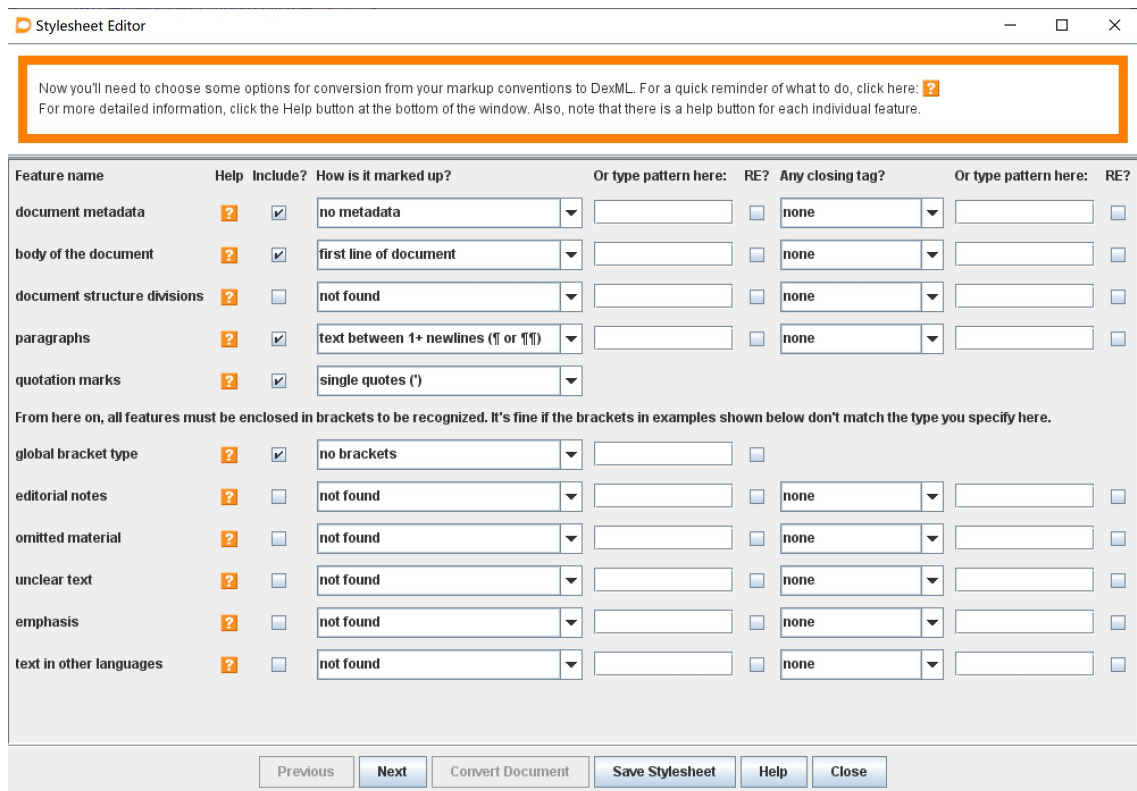 Stylesheet Editor
Now you'll need to choose some options for conversion from your markup conventions to DexML. For a quick reminder of what to do, click here: ?
For more detailed information, click the Help button at the bottom of the window. Also, note that there is a help button for each individual feature.
Feature name Help Include? How is it marked up? Or type pattern here: RE? Any closing tag? Or type pattern here: RE?
document metadata ? no metadata none
body of the document ? first line of document none
document structure divisions ? not found none
paragraphs ? text between 1+ newlines (¶ or ¶¶) none
quotation marks ? single quotes (')
From here on, all features must be enclosed in brackets to be recognized. It's fine if the brackets in examples shown below don't match the type you specify here.
global bracket type ? no brackets
editorial notes ? not found none
omitted material ? not found none
unclear text ? not found none
emphasis ? not found none
text in other languages ? not found none
Previous Next Convert Document Save Stylesheet Help Close